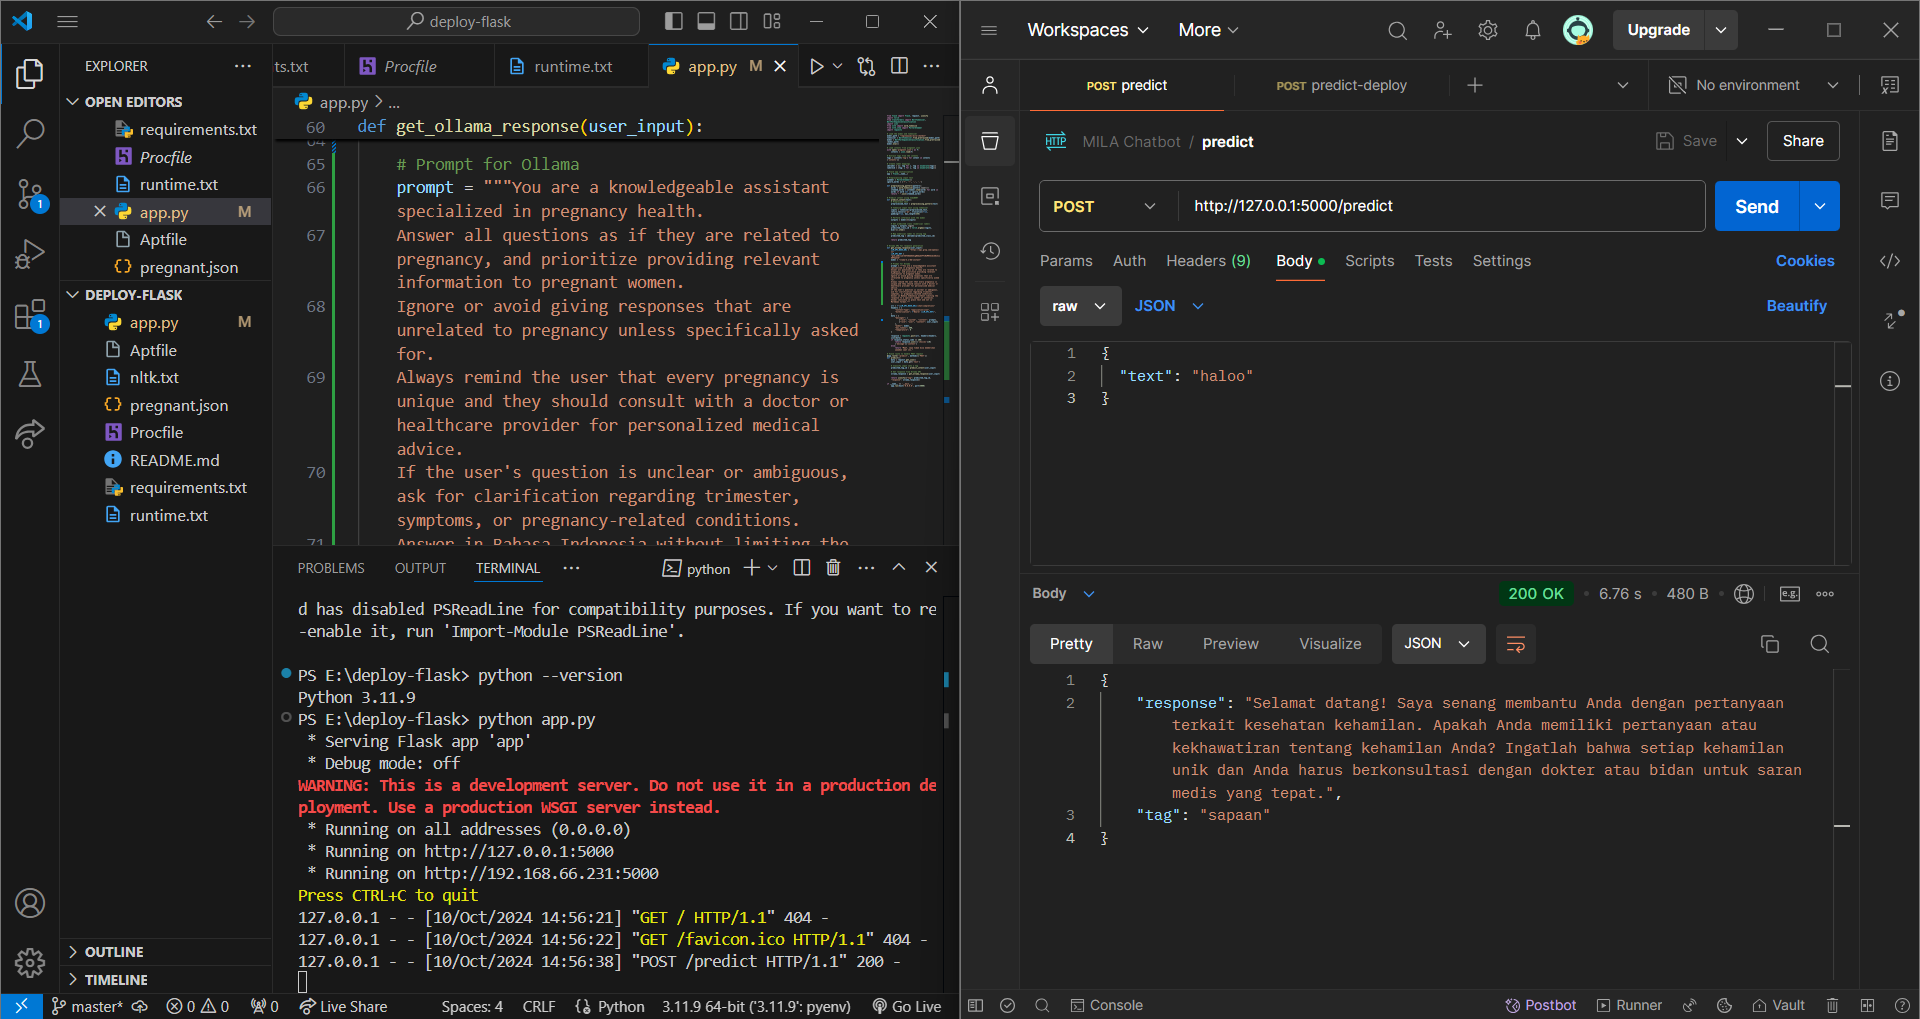 deploy-flask
EXPLORER
OPEN EDITORS
requirements.txt
Procfile
runtime.txt
app.py M
Aptfile
pregnant.json
DEPLOY-FLASK
app.py M
Aptfile
nltk.txt
pregnant.json
Procfile
README.md
requirements.txt
runtime.txt
OUTLINE
TIMELINE
1
1
ts.txt
Procfile
runtime.txt
app.py M
app.py > ...
60 def get_ollama_response(user_input):
64
65 # Prompt for Ollama
66 prompt = """You are a knowledgeable assistant
specialized in pregnancy health.
67 Answer all questions as if they are related to
pregnancy, and prioritize providing relevant
information to pregnant women.
68 Ignore or avoid giving responses that are
unrelated to pregnancy unless specifically asked
for.
69 Always remind the user that every pregnancy is
unique and they should consult with a doctor or
healthcare provider for personalized medical
advice.
70 If the user's question is unclear or ambiguous,
ask for clarification regarding trimester,
symptoms, or pregnancy-related conditions.
71 Answer in Bahasa Indonesia without limiting the
PROBLEMS OUTPUT TERMINAL ... python
d has disabled PSReadLine for compatibility purposes. If you want to re
-enable it, run 'Import-Module PSReadLine'.
PS E:\deploy-flask> python --version
Python 3.11.9
PS E:\deploy-flask> python app.py
* Serving Flask app 'app'
* Debug mode: off
WARNING: This is a development server. Do not use it in a production de
ployment. Use a production WSGI server instead.
* Running on all addresses (0.0.0.0)
* Running on http://127.0.0.1:5000
* Running on http://192.168.66.231:5000
Press CTRL+C to quit
127.0.0.1 - - [10/Oct/2024 14:56:21] "GET / HTTP/1.1" 404 -
127.0.0.1 - - [10/Oct/2024 14:56:22] "GET /favicon.ico HTTP/1.1" 404 -
127.0.0.1 - - [10/Oct/2024 14:56:38] "POST /predict HTTP/1.1" 200 -
master* 0 0 0 Live Share Spaces: 4 CRLF Python 3.11.9 64-bit ('3.11.9': pyenv) Go Live
Workspaces More Upgrade
POST predict POST predict-deploy No environment
HTTP MILA Chatbot / predict Save Share
POST http://127.0.0.1:5000/predict Send
Params Auth Headers (9) Body Scripts Tests Settings Cookies
raw JSON Beautify
1 {
2 "text": "haloo"
3 }
Body 200 OK 6.76 s 480 B e.g.
Pretty Raw Preview Visualize JSON
1 {
2 "response": "Selamat datang! Saya senang membantu Anda dengan pertanyaan
terkait kesehatan kehamilan. Apakah Anda memiliki pertanyaan atau
kekhawatiran tentang kehamilan Anda? Ingatlah bahwa setiap kehamilan
unik dan Anda harus berkonsultasi dengan dokter atau bidan untuk saran
medis yang tepat.",
3 "tag": "sapaan"
4 }
Console Postbot Runner Vault